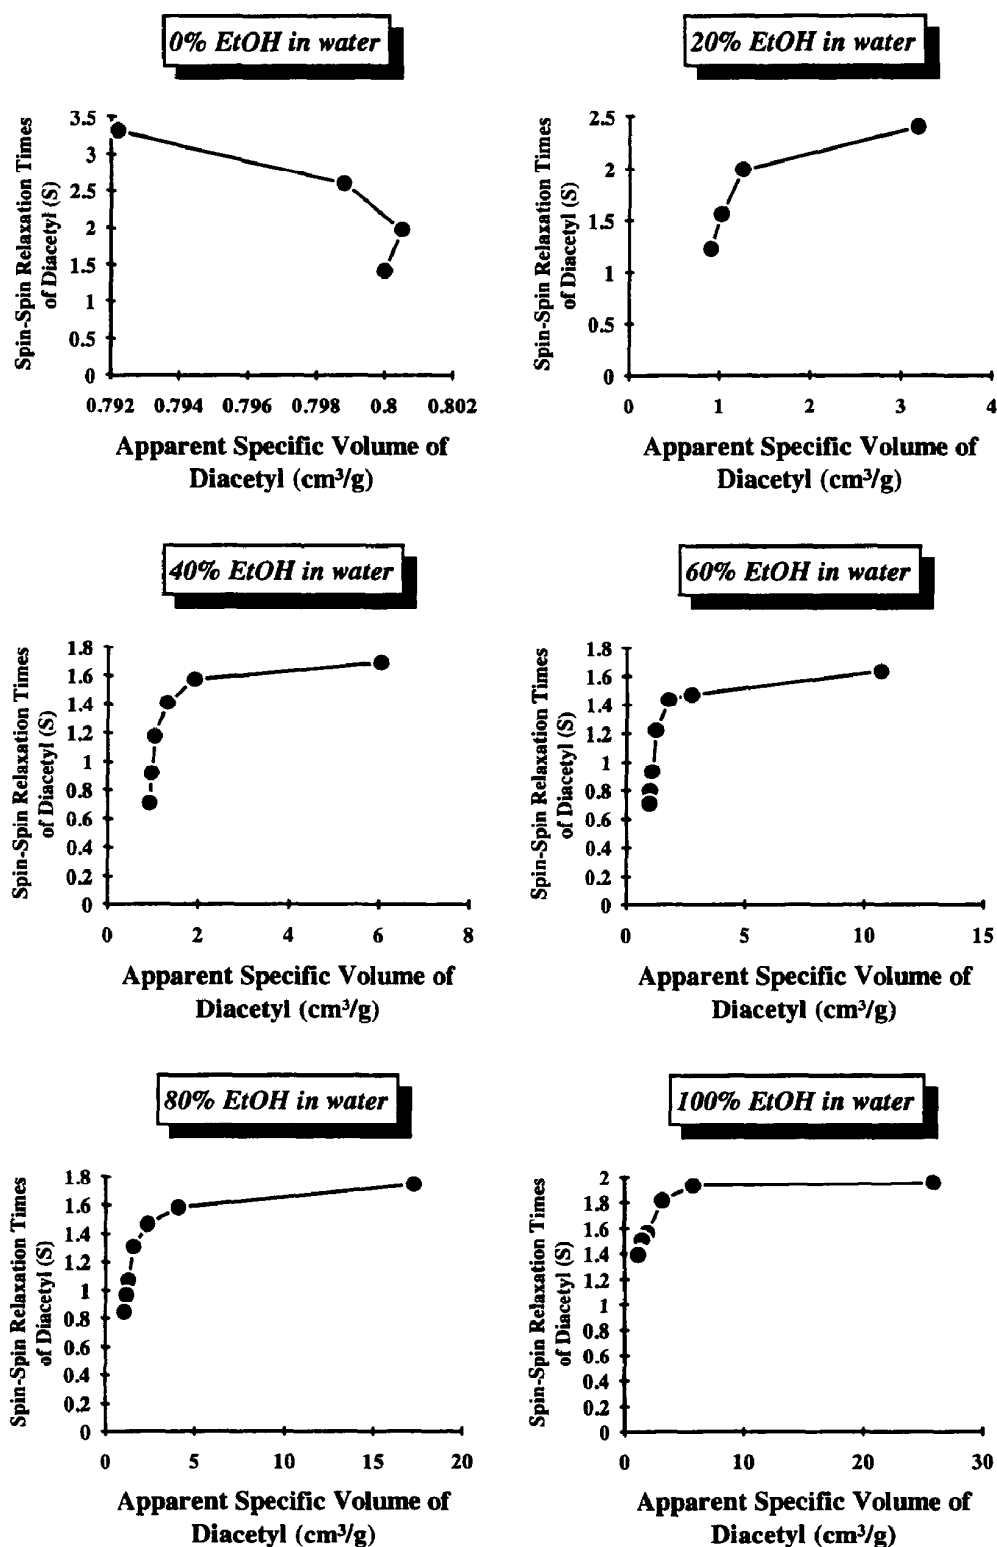 0% EtOH in water
Spin-Spin Relaxation Times
of Diacetyl (S)
3.5
3
2.5
2
1.5
1
0.5
0
0.792 0.794 0.796 0.798 0.8 0.802
Apparent Specific Volume of
Diacetyl (cm³/g)
20% EtOH in water
Spin-Spin Relaxation Times
of Diacetyl (S)
2.5
2
1.5
1
0.5
0
0 1 2 3 4
Apparent Specific Volume of
Diacetyl (cm³/g)
40% EtOH in water
Spin-Spin Relaxation Times
of Diacetyl (S)
1.8
1.6
1.4
1.2
1
0.8
0.6
0.4
0.2
0
0 2 4 6 8
Apparent Specific Volume of
Diacetyl (cm³/g)
60% EtOH in water
Spin-Spin Relaxation Times
of Diacetyl (S)
1.8
1.6
1.4
1.2
1
0.8
0.6
0.4
0.2
0
0 5 10 15
Apparent Specific Volume of
Diacetyl (cm³/g)
80% EtOH in water
Spin-Spin Relaxation Times
of Diacetyl (S)
1.8
1.6
1.4
1.2
1
0.8
0.6
0.4
0.2
0
0 5 10 15 20
Apparent Specific Volume of
Diacetyl (cm³/g)
100% EtOH in water
Spin-Spin Relaxation Times
of Diacetyl (S)
2
1.8
1.6
1.4
1.2
1
0.8
0.6
0.4
0.2
0
0 10 20 30
Apparent Specific Volume of
Diacetyl (cm³/g)